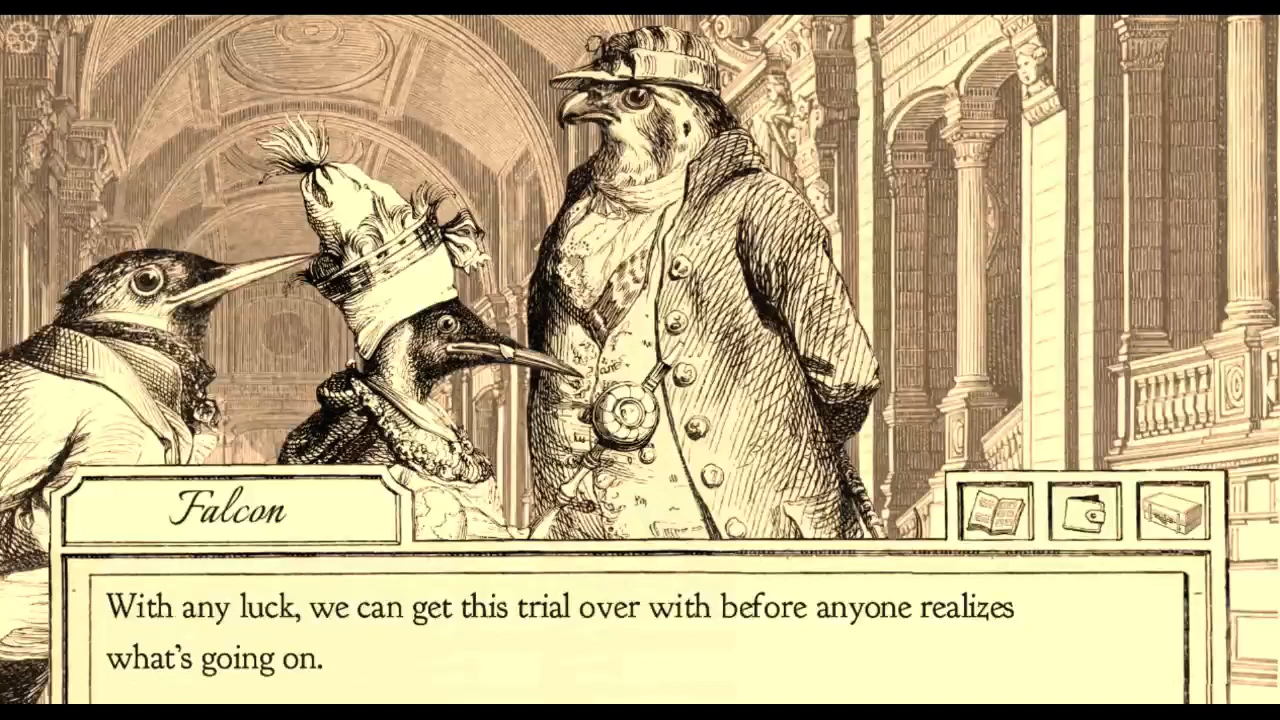 Falcon
With any luck, we can get this trial over with before anyone realizes
what's going on.